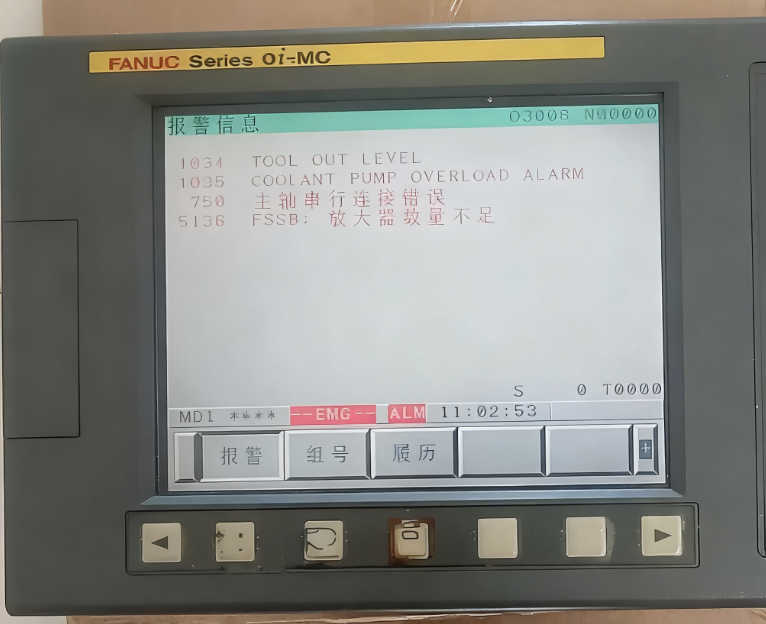 FANUC Series 0i-MC
报警信息 O3008 N00000
1034 TOOL OUT LEVEL
1035 COOLANT PUMP OVERLOAD ALARM
750 主轴串行连接错误
5136 FSSB: 放大器数量不足
S 0 T0000
MDI **** --EMG-- ALM 11:02:53
报警 组号 履历 +